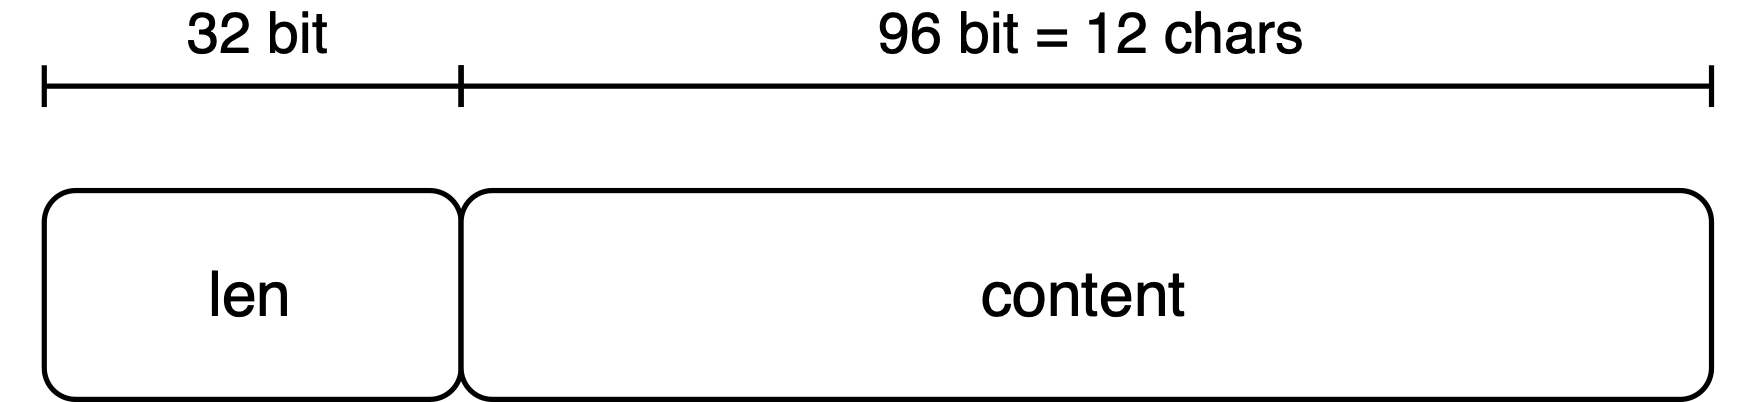 32 bit
96 bit = 12 chars
len
content